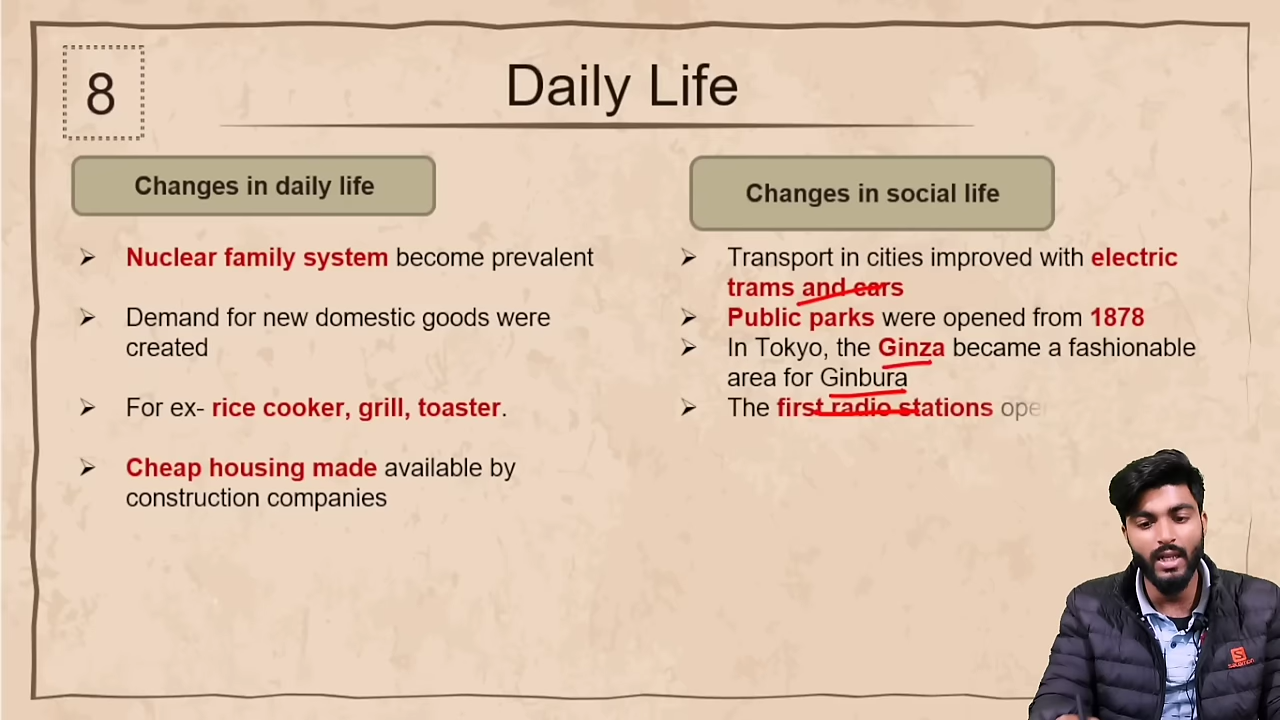 8
Daily Life
Changes in daily life
➢ Nuclear family system become prevalent
➢ Demand for new domestic goods were
created
➢ For ex- rice cooker, grill, toaster.
➢ Cheap housing made available by
construction companies
Changes in social life
➢ Transport in cities improved with electric
trams and cars
➢ Public parks were opened from 1878
➢ In Tokyo, the Ginza became a fashionable
area for Ginbura
➢ The first radio stations ope
S
salomon